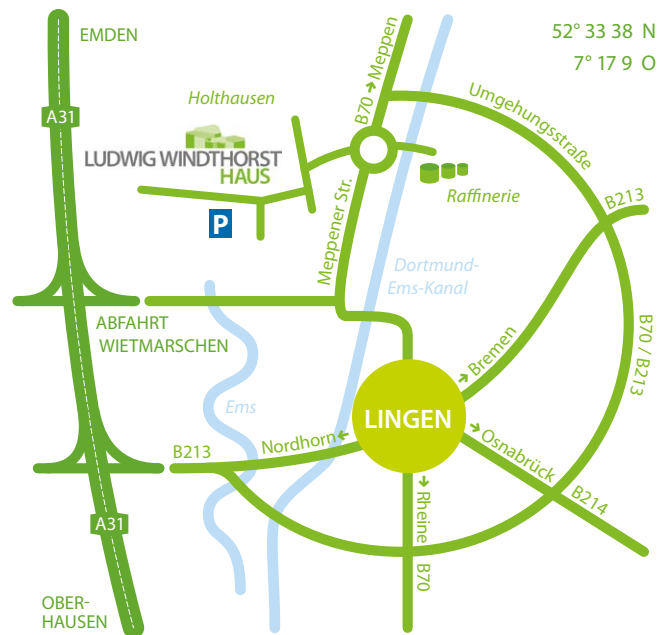 EMDEN
52° 33 38 N
7° 17 9 O
B70 → Meppen
Umgehungsstraße
Holthausen
A31
LUDWIG WINDTHORST
HAUS
Raffinerie
B213
P
Meppener Str.
Dortmund-
Ems-Kanal
ABFAHRT
WIETMARSCHEN
→ Bremen
B70 / B213
Ems
LINGEN
B213
Nordhorn ←
→ Osnabrück
B214
→ Rheine
B70
A31
OBER-
HAUSEN